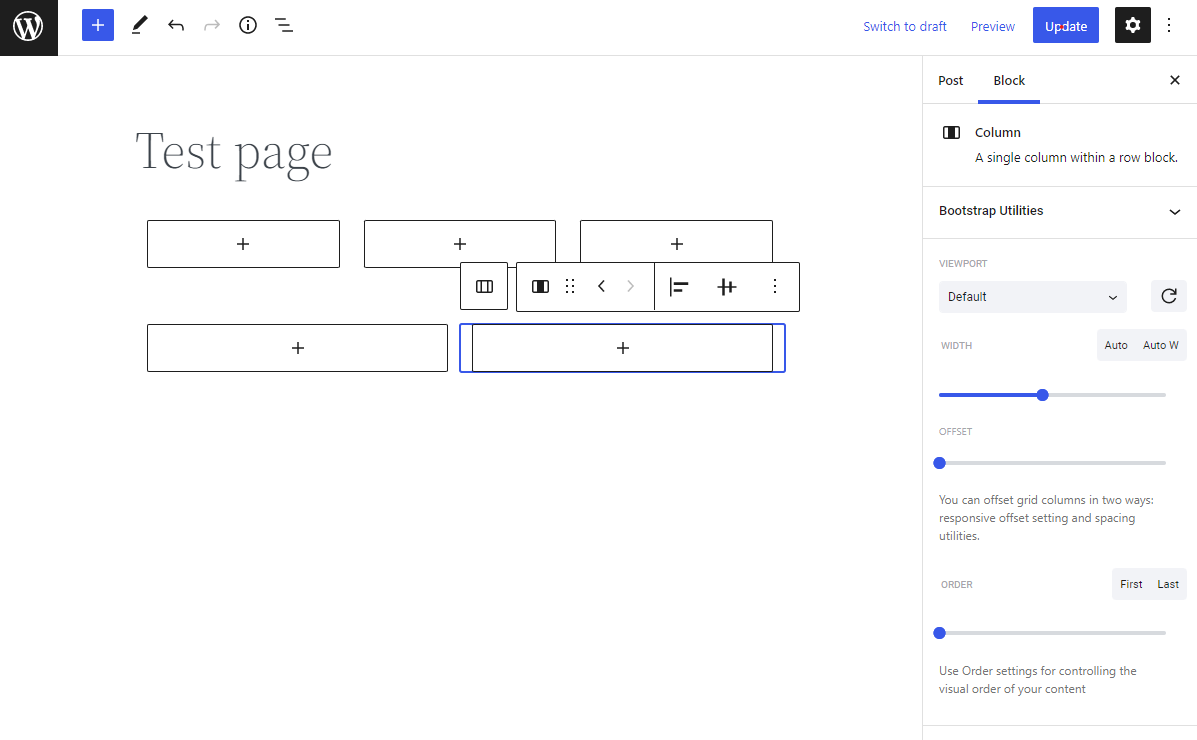 Switch to draft Preview Update
Post Block
Test page
Column
A single column within a row block.
Bootstrap Utilities
VIEWPORT
Default
WIDTH Auto Auto W
OFFSET
You can offset grid columns in two ways:
responsive offset setting and spacing
utilities.
ORDER First Last
Use Order settings for controlling the
visual order of your content